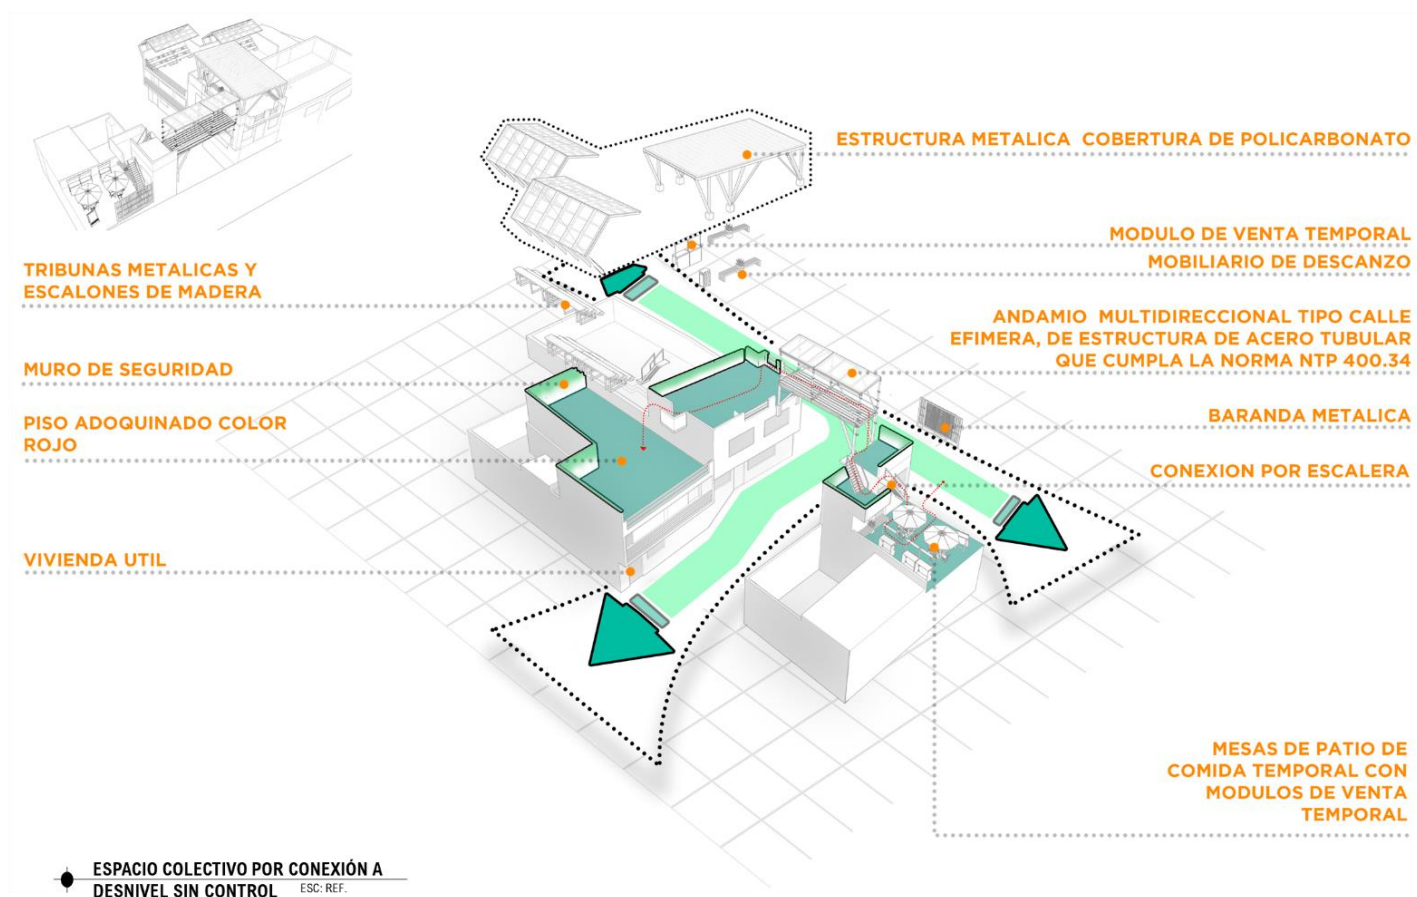 ESTRUCTURA METALICA  COBERTURA DE POLICARBONATO
MODULO DE VENTA TEMPORAL
MOBILIARIO DE DESCANZO
TRIBUNAS METALICAS Y
ESCALONES DE MADERA
ANDAMIO  MULTIDIRECCIONAL TIPO CALLE
EFIMERA, DE ESTRUCTURA DE ACERO TUBULAR
QUE CUMPLA LA NORMA NTP 400.34
MURO DE SEGURIDAD
BARANDA METALICA
PISO ADOQUINADO COLOR
ROJO
CONEXION POR ESCALERA
VIVIENDA UTIL
MESAS DE PATIO DE
COMIDA TEMPORAL CON
MODULOS DE VENTA
TEMPORAL
ESPACIO COLECTIVO POR CONEXIÓN A
DESNIVEL SIN CONTROL ESC: REF.